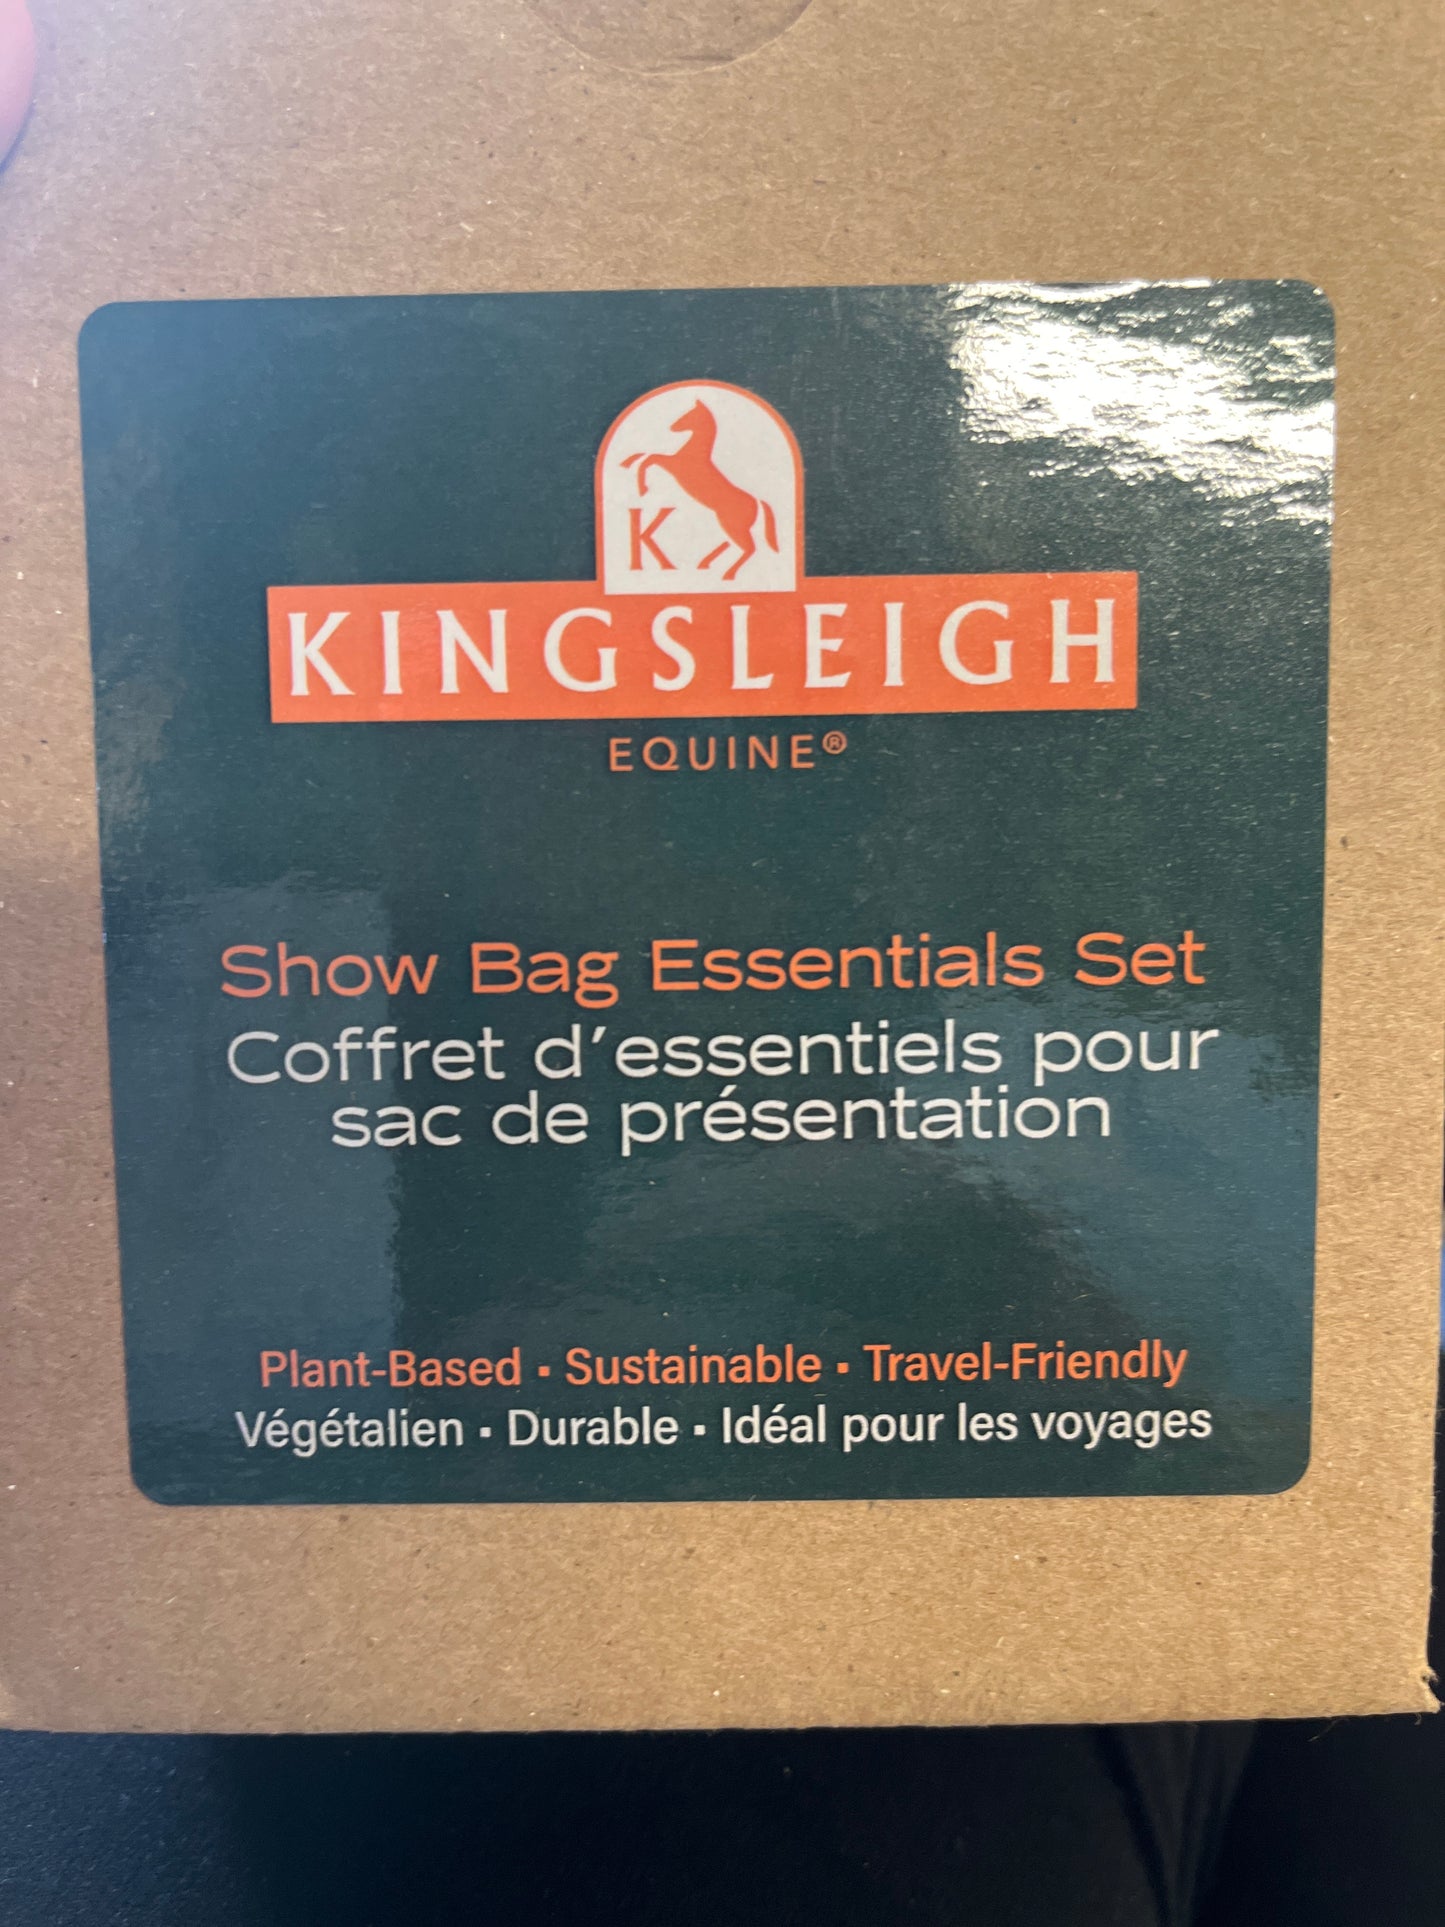 K
KINGSLEIGH
EQUINE®
Show Bag Essentials Set
Coffret d'essentiels pour
sac de présentation
Plant-Based ▪ Sustainable ▪ Travel-Friendly
Végétalien ▪ Durable ▪ Idéal pour les voyages